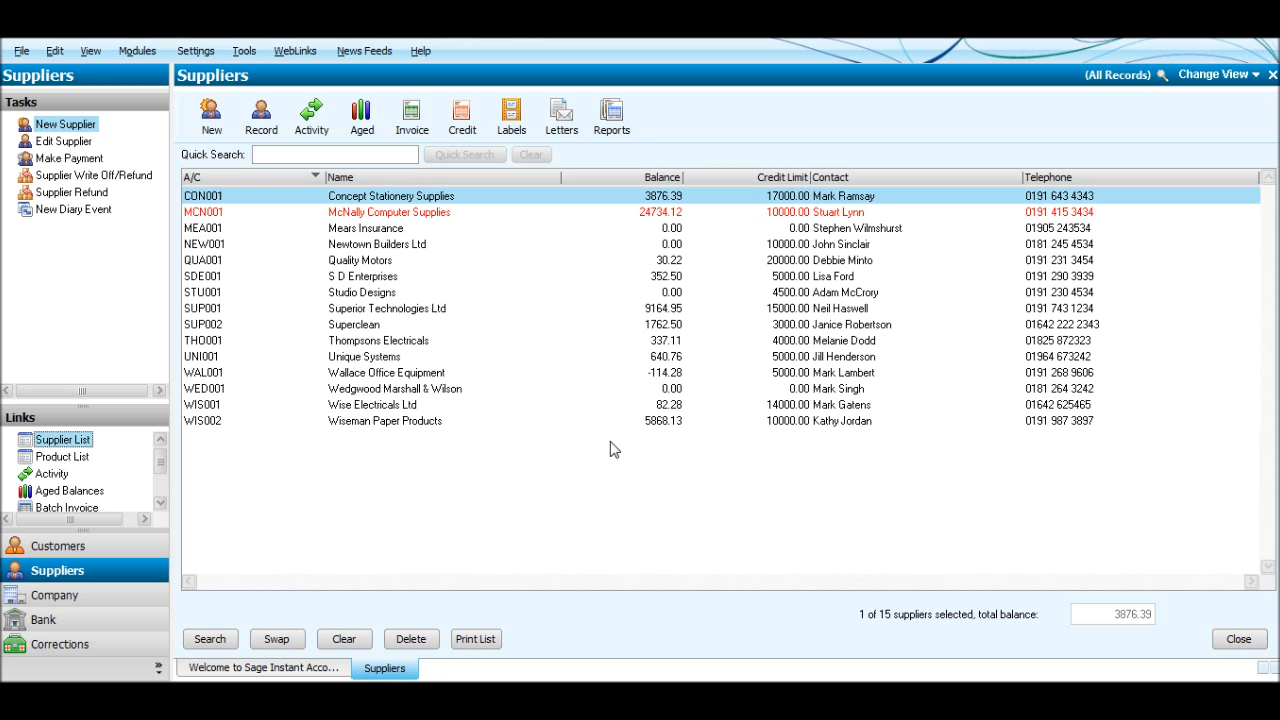 File Edit View Modules Settings Tools WebLinks News Feeds Help
Suppliers
Suppliers
(All Records) Change View
Tasks
New Supplier
Edit Supplier
Make Payment
Supplier Write Off/Refund
Supplier Refund
New Diary Event
New Record Activity Aged Invoice Credit Labels Letters Reports
Quick Search: Quick Search Clear
A/C Name Balance Credit Limit Contact Telephone
CON001 Concept Stationery Supplies 3876.39 17000.00 Mark Ramsay 0191 643 4343
MCN001 McNally Computer Supplies 24734.12 10000.00 Stuart Lynn 0191 415 3434
MEA001 Mears Insurance 0.00 0.00 Stephen Wilmshurst 01905 243534
NEW001 Newtown Builders Ltd 0.00 10000.00 John Sinclair 0181 245 4534
QUA001 Quality Motors 30.22 20000.00 Debbie Minto 0191 231 3454
SDE001 S D Enterprises 352.50 5000.00 Lisa Ford 0191 290 3939
STU001 Studio Designs 0.00 4500.00 Adam McCrory 0191 230 4534
SUP001 Superior Technologies Ltd 9164.95 15000.00 Neil Haswell 0191 743 1234
SUP002 Superclean 1762.50 3000.00 Janice Robertson 01642 222 2343
THO001 Thompsons Electricals 337.11 4000.00 Melanie Dodd 01825 872323
UNI001 Unique Systems 640.76 5000.00 Jill Henderson 01964 673242
WAL001 Wallace Office Equipment -114.28 5000.00 Mark Lambert 0191 268 9606
WED001 Wedgwood Marshall & Wilson 0.00 0.00 Mark Singh 0181 264 3242
WIS001 Wise Electricals Ltd 82.28 14000.00 Mark Gatens 01642 625465
WIS002 Wiseman Paper Products 5868.13 10000.00 Kathy Jordan 0191 987 3897
Links
Supplier List
Product List
Activity
Aged Balances
Batch Invoice
Customers
Suppliers
Company
Bank
Corrections
1 of 15 suppliers selected, total balance: 3876.39
Search Swap Clear Delete Print List Close
Welcome to Sage Instant Acco... Suppliers